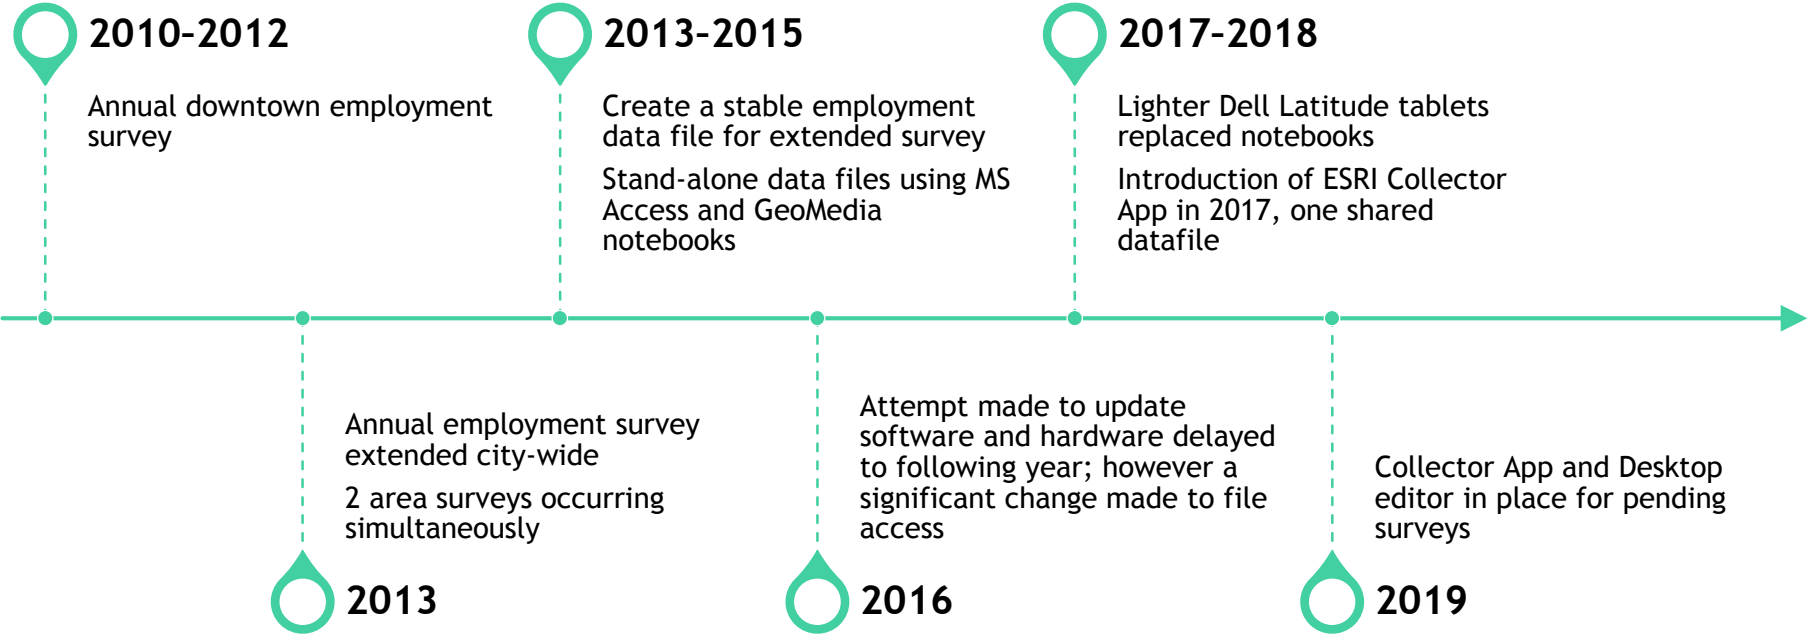 2010–2012
Annual downtown employment
survey
2013
Annual employment survey
extended city-wide
2 area surveys occurring
simultaneously
2013–2015
Create a stable employment
data file for extended survey
Stand-alone data files using MS
Access and GeoMedia
notebooks
2016
Attempt made to update
software and hardware delayed
to following year; however a
significant change made to file
access
2017–2018
Lighter Dell Latitude tablets
replaced notebooks
Introduction of ESRI Collector
App in 2017, one shared
datafile
2019
Collector App and Desktop
editor in place for pending
surveys